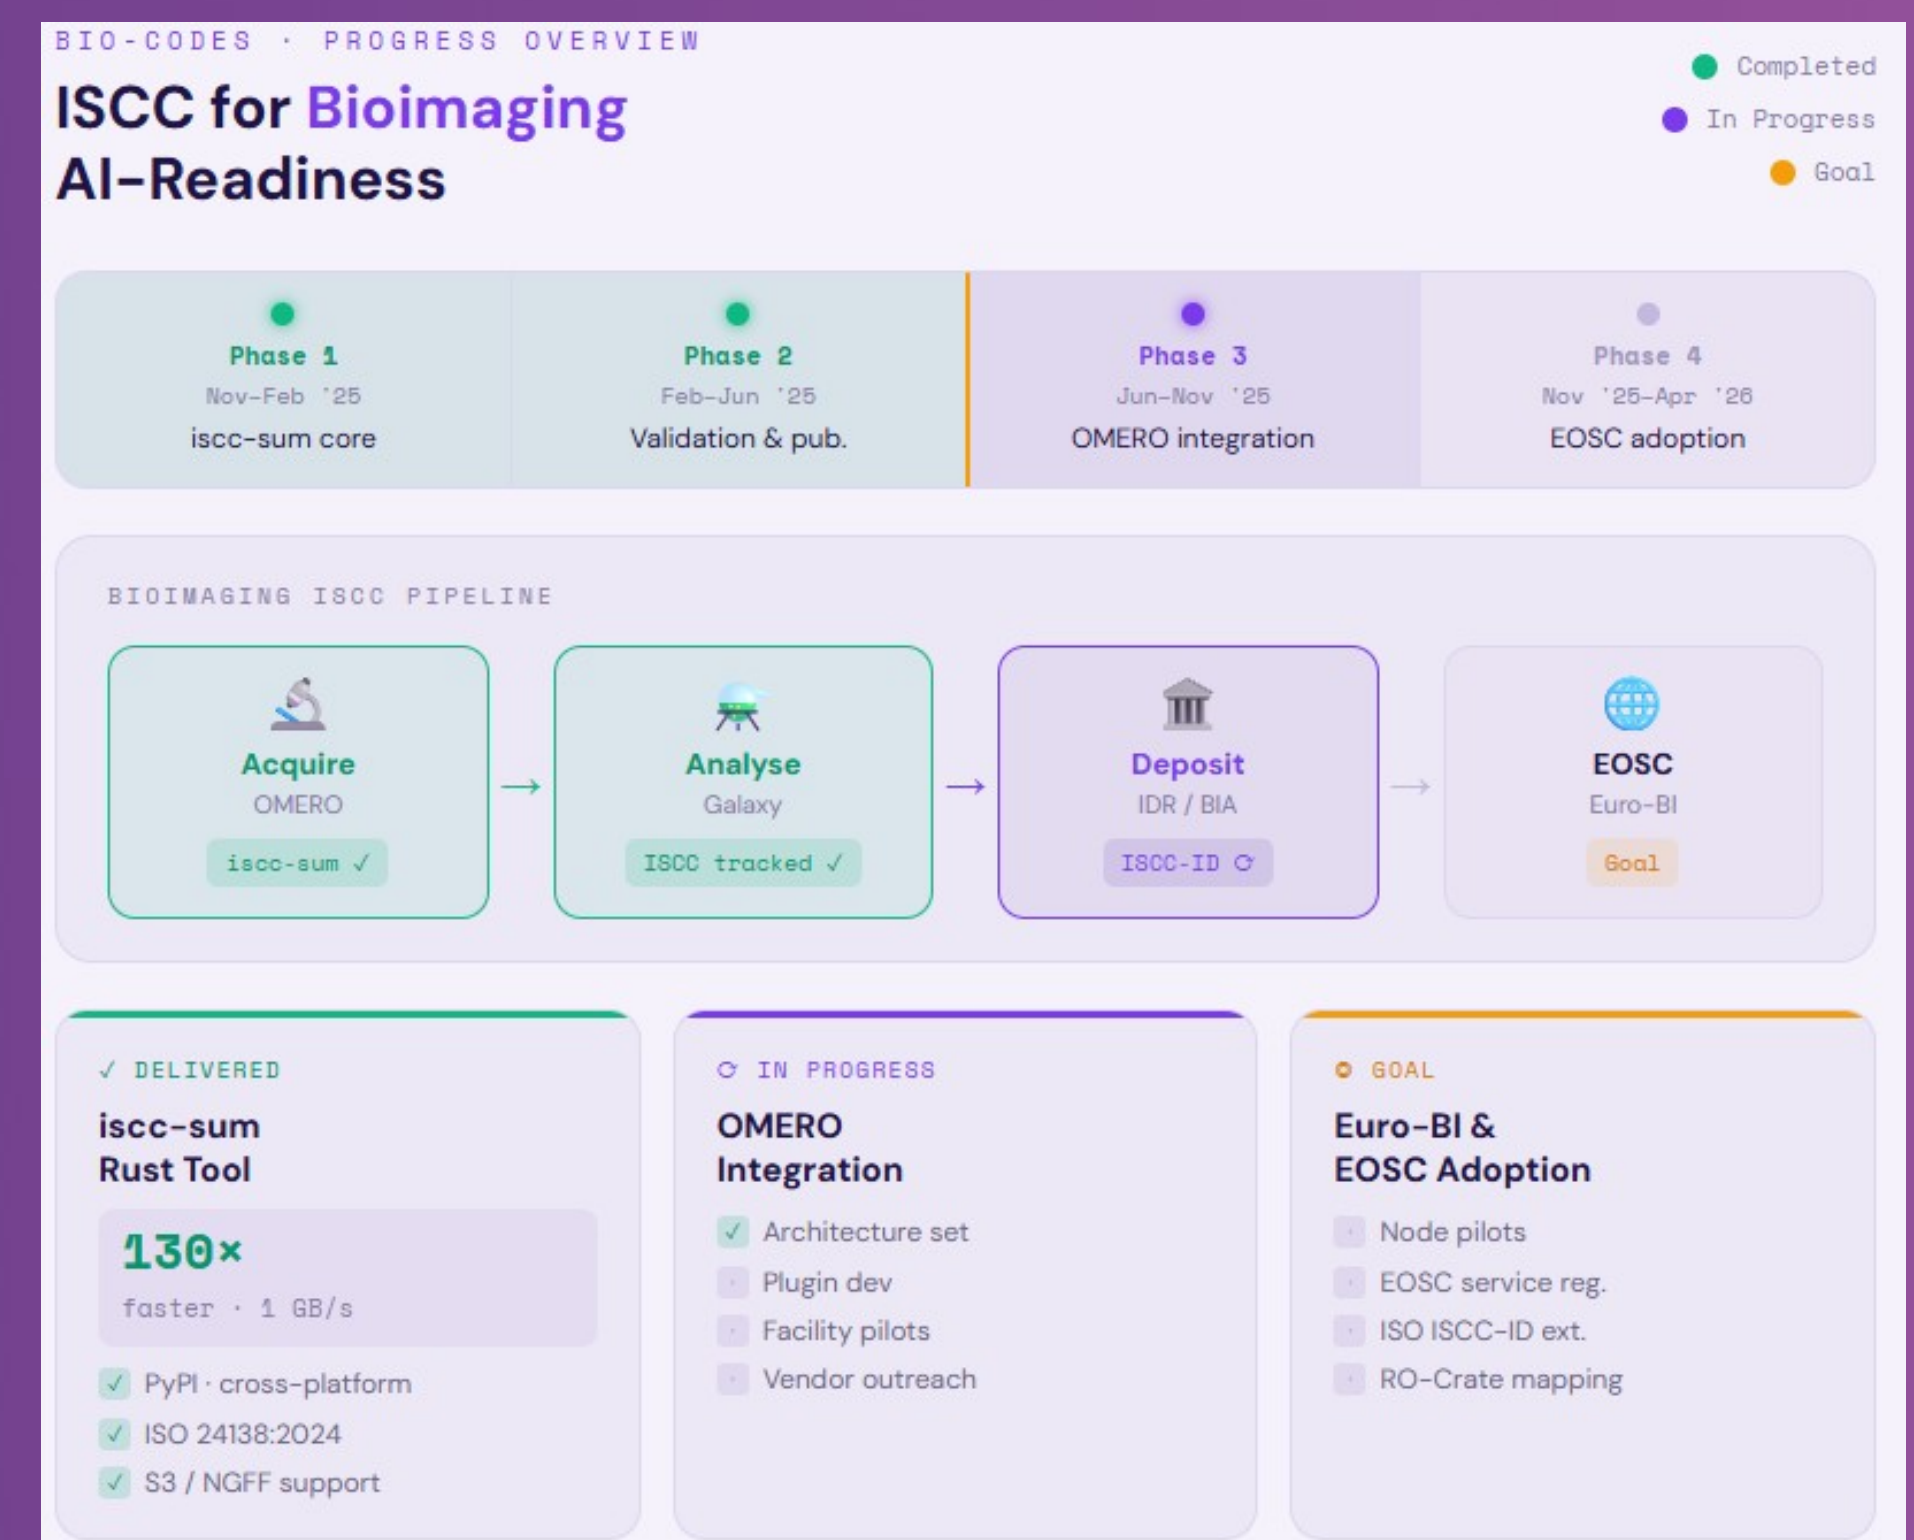 BIO-CODES · PROGRESS OVERVIEW
ISCC for Bioimaging
AI-Readiness
Completed
In Progress
Goal
Phase 1
Nov–Feb '25
iscc-sum core
Phase 2
Feb–Jun '25
Validation & pub.
Phase 3
Jun–Nov '25
OMERO integration
Phase 4
Nov '25–Apr '26
EOSC adoption
BIOIMAGING ISCC PIPELINE
Acquire
OMERO
iscc-sum ✓
→
Analyse
Galaxy
ISCC tracked ✓
→
Deposit
IDR / BIA
ISCC-ID ⟳
→
EOSC
Euro-BI
Goal
✓ DELIVERED
iscc-sum
Rust Tool
130×
faster · 1 GB/s
✓ PyPI · cross-platform
✓ ISO 24138:2024
✓ S3 / NGFF support
⟳ IN PROGRESS
OMERO
Integration
✓ Architecture set
· Plugin dev
· Facility pilots
· Vendor outreach
◎ GOAL
Euro-BI &
EOSC Adoption
· Node pilots
· EOSC service reg.
· ISO ISCC-ID ext.
· RO-Crate mapping